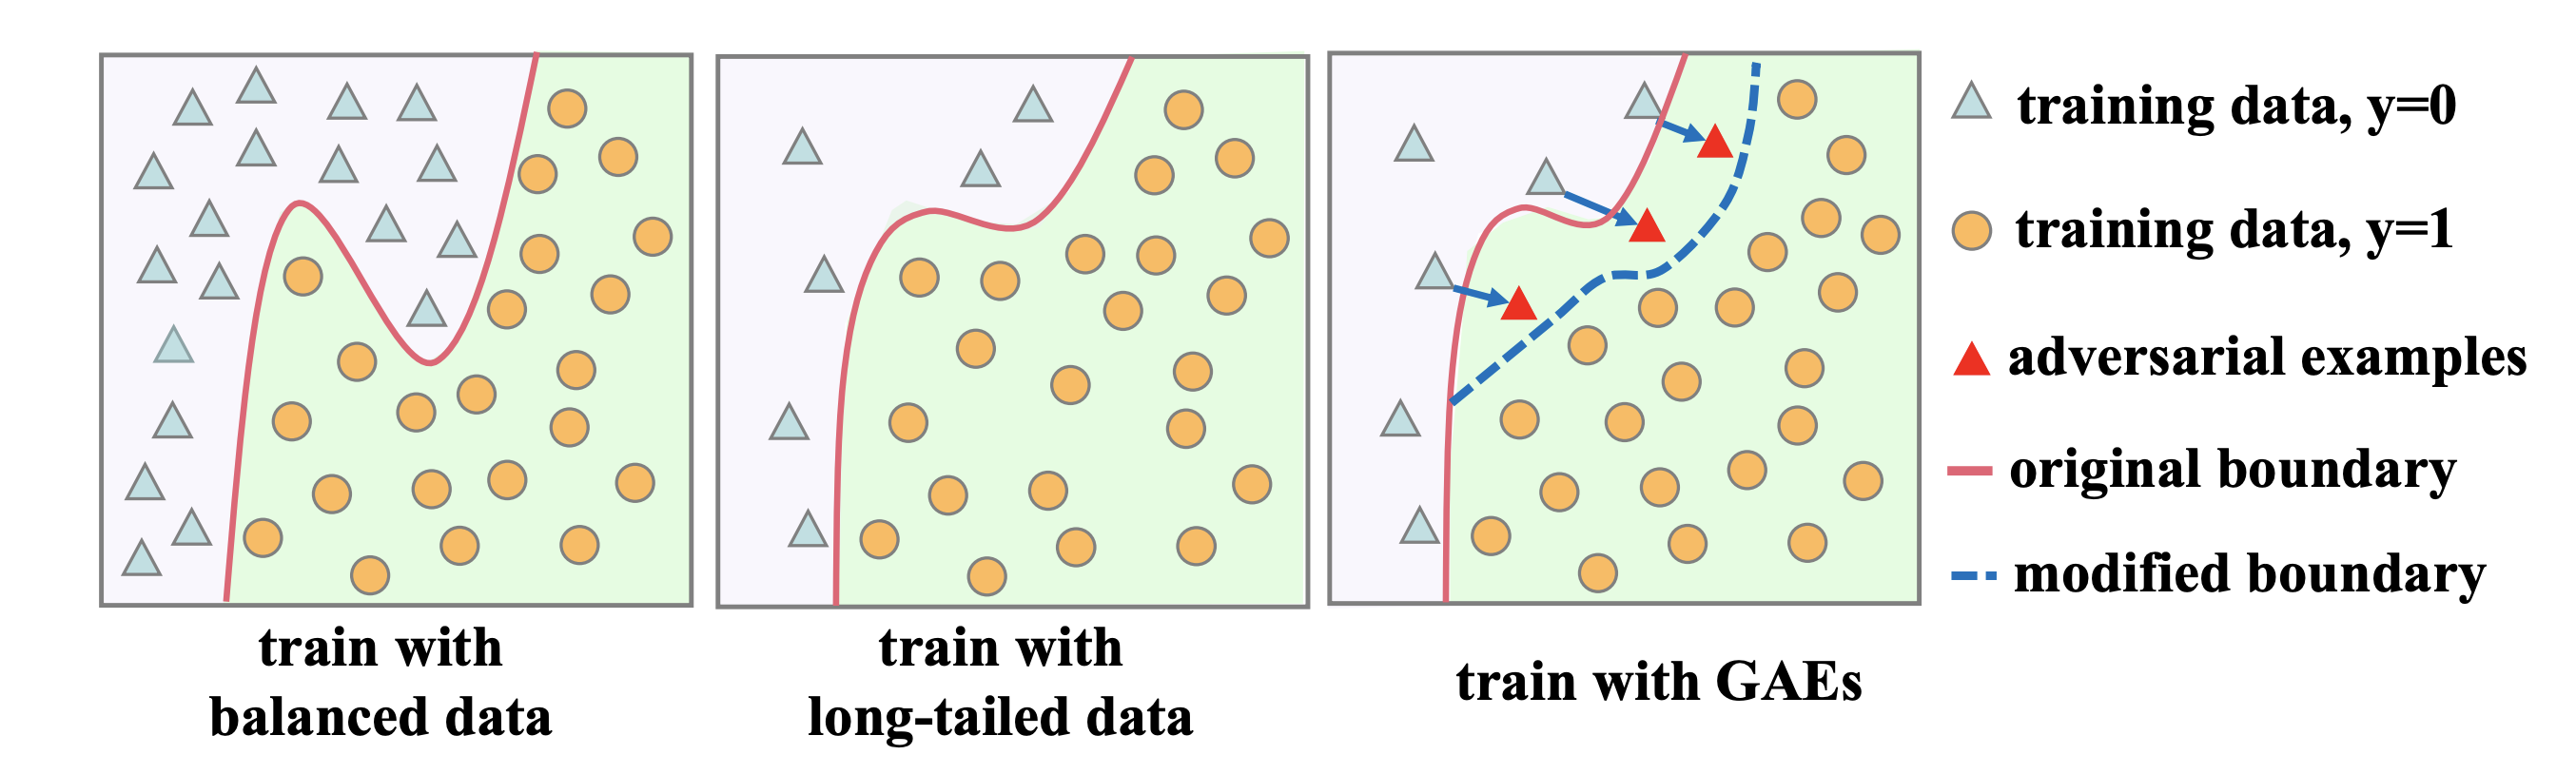 training data, y=0
training data, y=1
adversarial examples
original boundary
modified boundary
train with
balanced data
train with
long-tailed data
train with GAEs